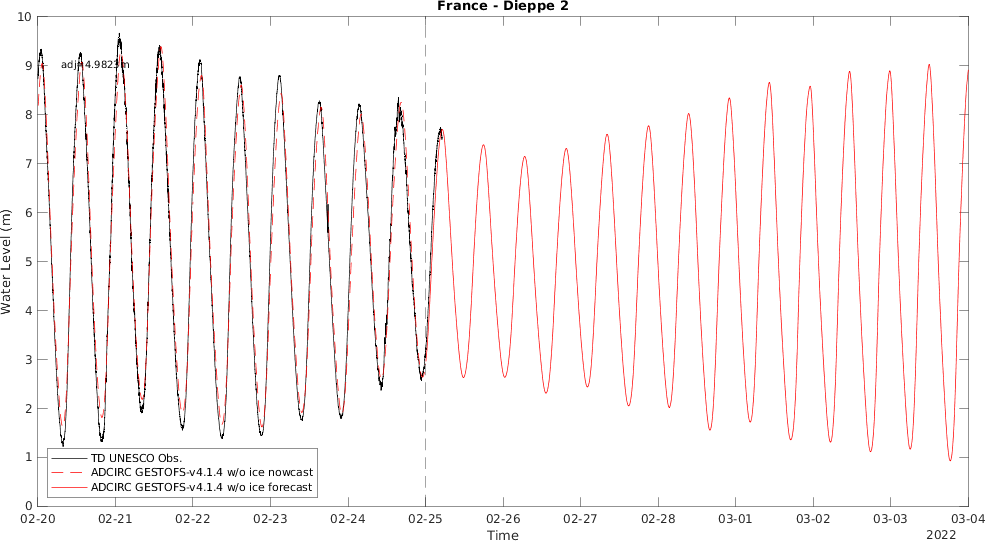 France - Dieppe 2
10
9
8
7
6
5
4
3
2
1
0
Water Level (m)
adj: 4.9823m
TD UNESCO Obs.
ADCIRC GESTOFS-v4.1.4 w/o ice nowcast
ADCIRC GESTOFS-v4.1.4 w/o ice forecast
02-20 02-21 02-22 02-23 02-24 02-25 02-26 02-27 02-28 03-01 03-02 03-03 03-04
Time
2022